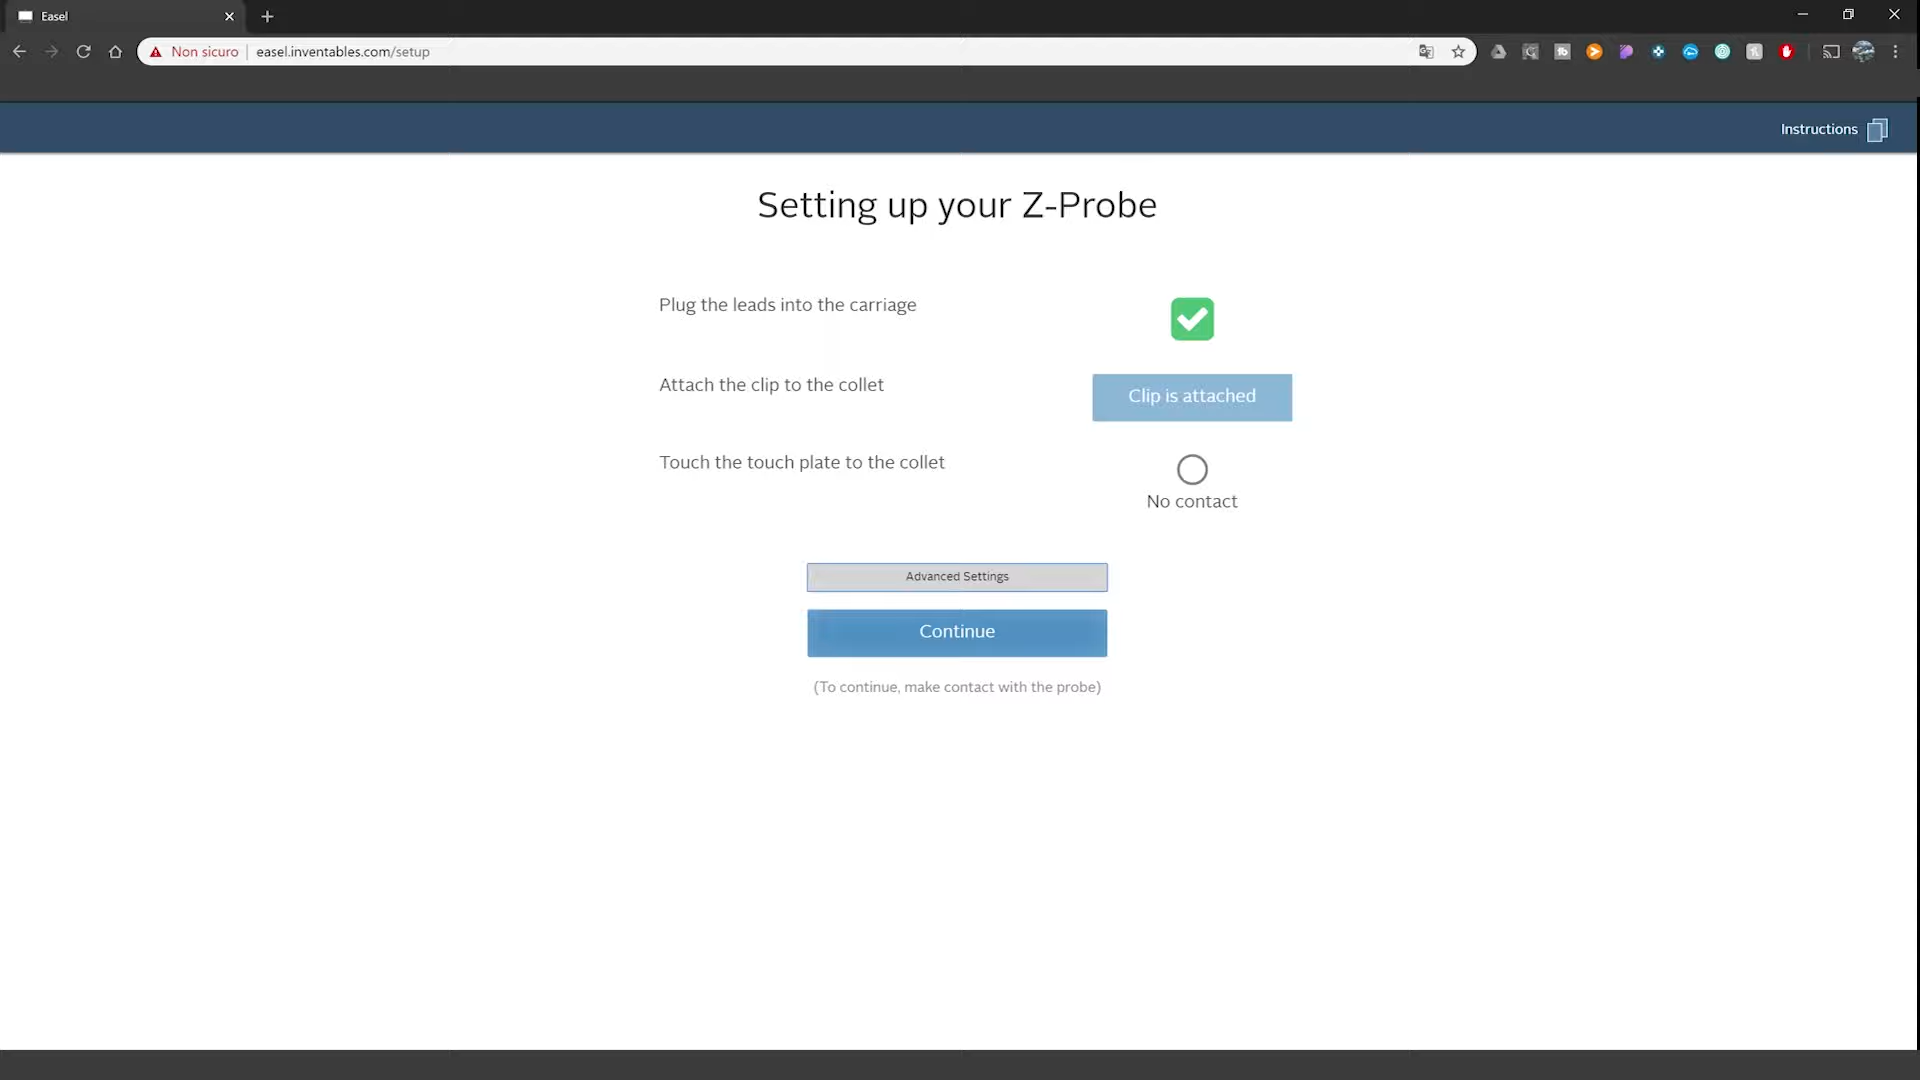 Easel
Non sicuro
easel.inventables.com/setup
Instructions
Setting up your Z-Probe
Plug the leads into the carriage
Attach the clip to the collet
Clip is attached
Touch the touch plate to the collet
No contact
Advanced Settings
Continue
(To continue, make contact with the probe)